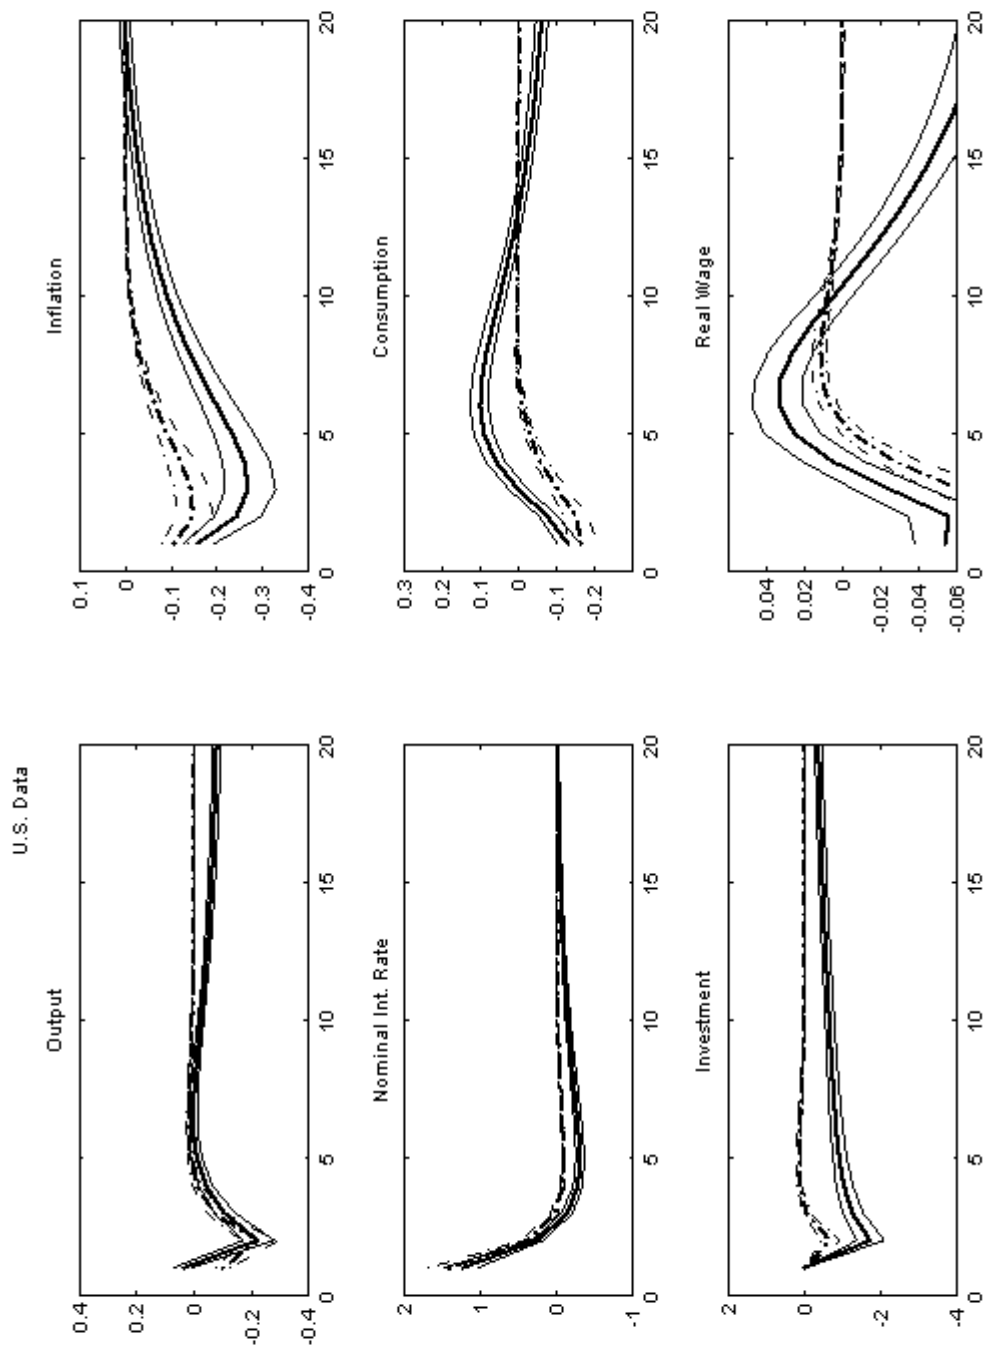 U.S. Data
Output
0.4
0.2
0
-0.2
-0.4
0 5 10 15 20
Inflation
0.1
0
-0.1
-0.2
-0.3
-0.4
0 5 10 15 20
Nominal Int. Rate
2
1
0
-1
0 5 10 15 20
Consumption
0.3
0.2
0.1
0
-0.1
-0.2
0 5 10 15 20
Investment
2
0
-2
-4
0 5 10 15 20
Real Wage
0.04
0.02
0
-0.02
-0.04
-0.06
0 5 10 15 20